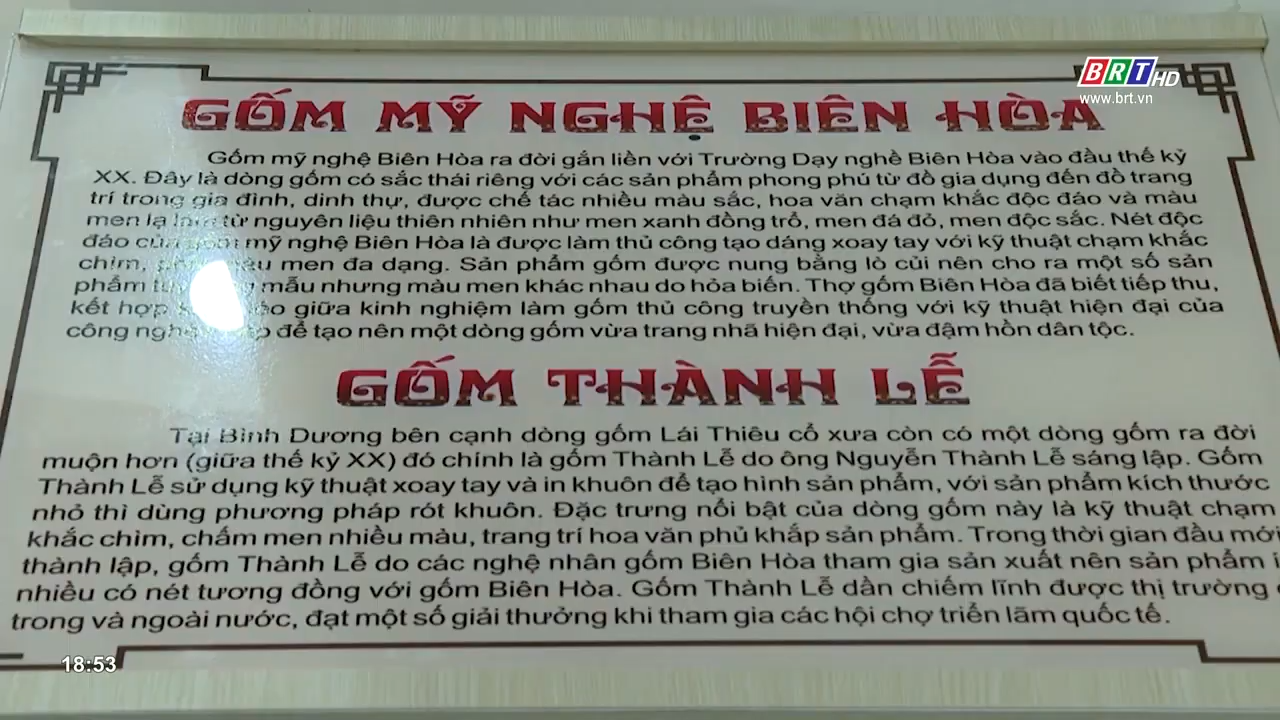 BRT HD
www.brt.vn
GỐM MỸ NGHỆ BIÊN HÒA
Gốm mỹ nghệ Biên Hòa ra đời gắn liền với Trường Dạy nghề Biên Hòa vào đầu thế kỷ
XX. Đây là dòng gốm có sắc thái riêng với các sản phẩm phong phú từ đồ gia dụng đến đồ trang
trí trong gia đình, dinh thự, được chế tác nhiều màu sắc, hoa văn chạm khắc độc đáo và màu
men lạ làm từ nguyên liệu thiên nhiên như men xanh đồng trổ, men đá đỏ, men độc sắc. Nét độc
đáo của gốm mỹ nghệ Biên Hòa là được làm thủ công tạo dáng xoay tay với kỹ thuật chạm khắc
chìm, màu men đa dạng. Sản phẩm gốm được nung bằng lò củi nên cho ra một số sản
phẩm mẫu nhưng màu men khác nhau do hỏa biến. Thợ gốm Biên Hòa đã biết tiếp thu,
kết hợp giữa kinh nghiệm làm gốm thủ công truyền thống với kỹ thuật hiện đại của
công nghệ để tạo nên một dòng gốm vừa trang nhã hiện đại, vừa đậm hồn dân tộc.
GỐM THÀNH LỄ
Tại Bình Dương bên cạnh dòng gốm Lái Thiêu cổ xưa còn có một dòng gốm ra đời
muộn hơn (giữa thế kỷ XX) đó chính là gốm Thành Lễ do ông Nguyễn Thành Lễ sáng lập. Gốm
Thành Lễ sử dụng kỹ thuật xoay tay và in khuôn để tạo hình sản phẩm, với sản phẩm kích thước
nhỏ thì dùng phương pháp rót khuôn. Đặc trưng nổi bật của dòng gốm này là kỹ thuật chạm
khắc chìm, chấm men nhiều màu, trang trí hoa văn phủ khắp sản phẩm. Trong thời gian đầu mới
thành lập, gốm Thành Lễ do các nghệ nhân gốm Biên Hòa tham gia sản xuất nên sản phẩm
nhiều có nét tương đồng với gốm Biên Hòa. Gốm Thành Lễ dần chiếm lĩnh được thị trường
trong và ngoài nước, đạt một số giải thưởng khi tham gia các hội chợ triển lãm quốc tế.
18:53